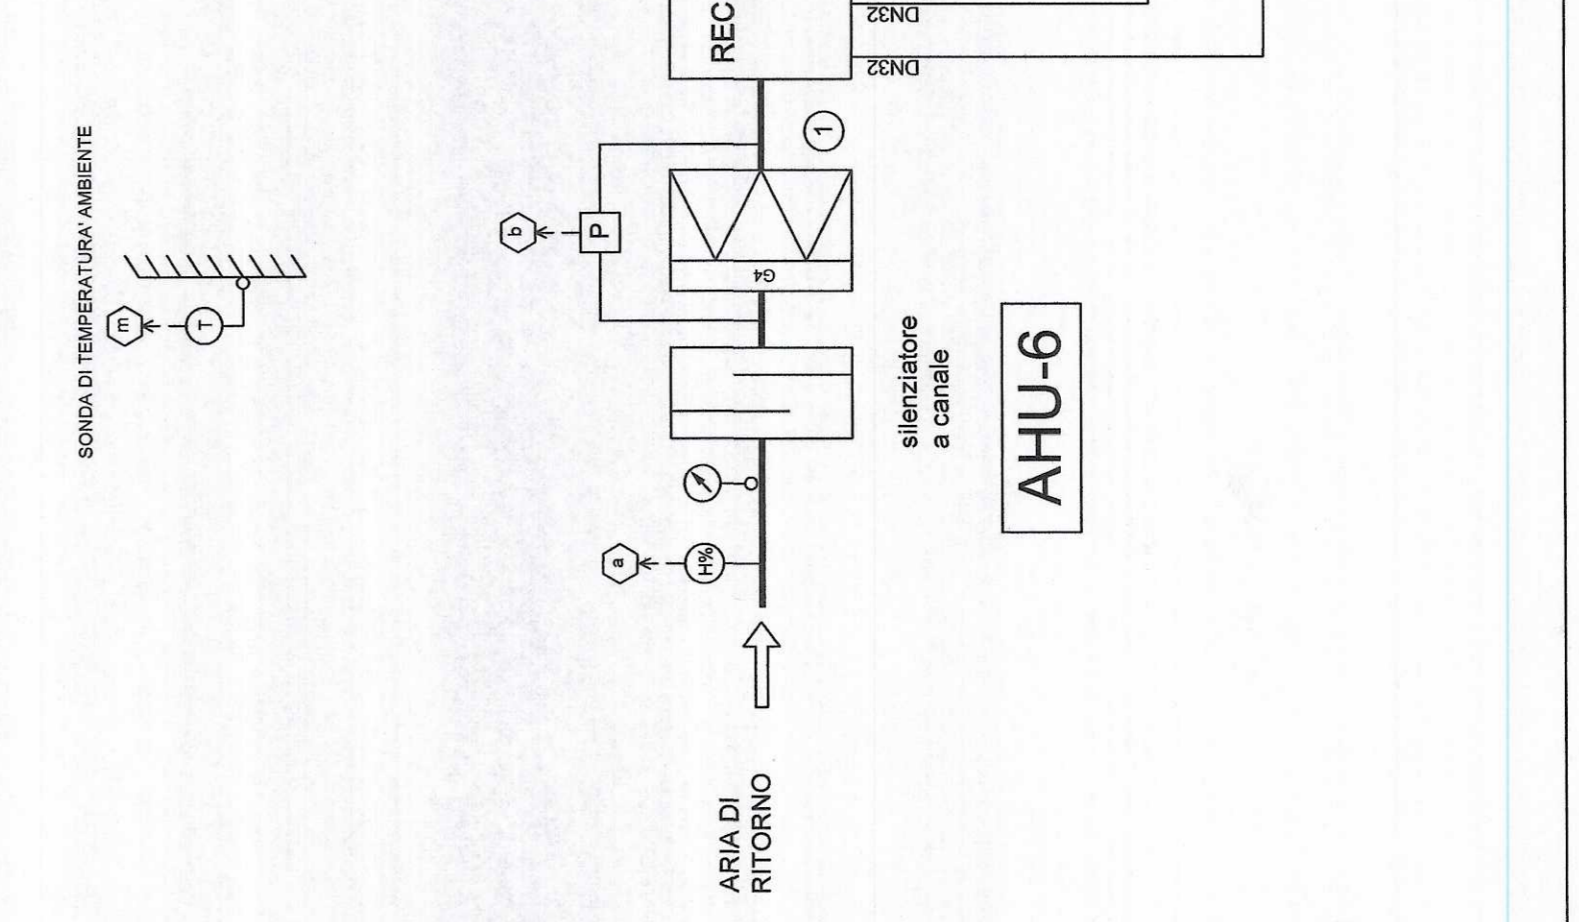 SONDA DI TEMPERATURA' AMBIENTE
m
T
b
P
a
H%
ARIA DI
RITORNO
G4
1
REC
DN32
DN32
silenziatore
a canale
AHU-6